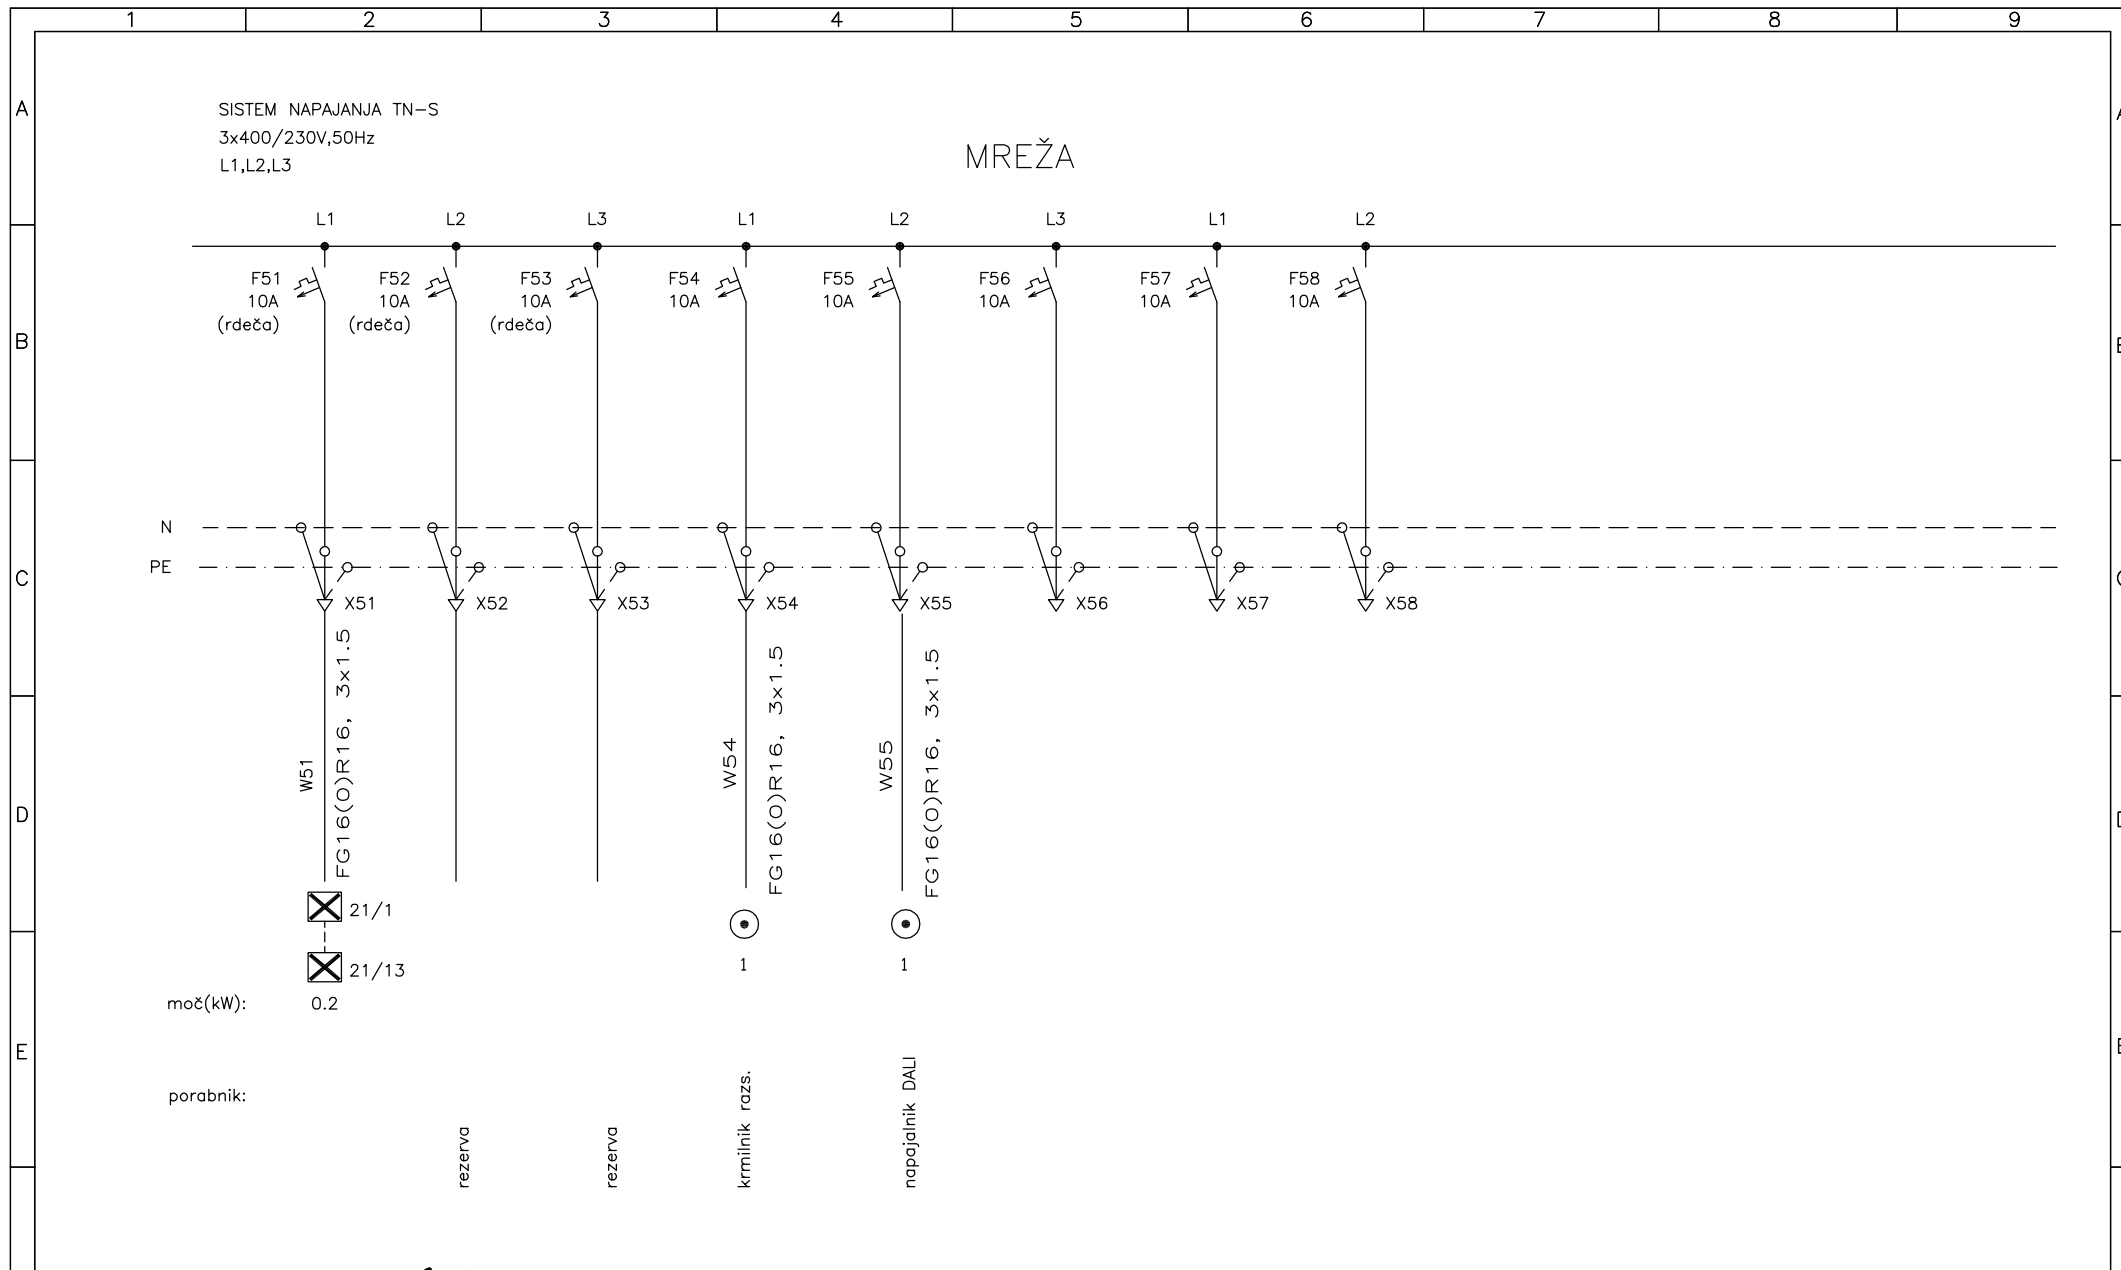 1 2 3 4 5 6 7 8 9
A
SISTEM NAPAJANJA TN-S
3x400/230V,50Hz
L1,L2,L3
MREŽA
L1 L2 L3 L1 L2 L3 L1 L2
F51 F52 F53 F54 F55 F56 F57 F58
10A 10A 10A 10A 10A 10A 10A 10A
(rdeča) (rdeča) (rdeča)
B
N
PE
C
X51 X52 X53 X54 X55 X56 X57 X58
W51
FG16(O)R16, 3x1.5
W54
FG16(O)R16, 3x1.5
W55
FG16(O)R16, 3x1.5
D
21/1
21/13
1 1
moč(kW): 0.2
E
porabnik:
rezerva
rezerva
krmilnik razs.
napajalnik DALI